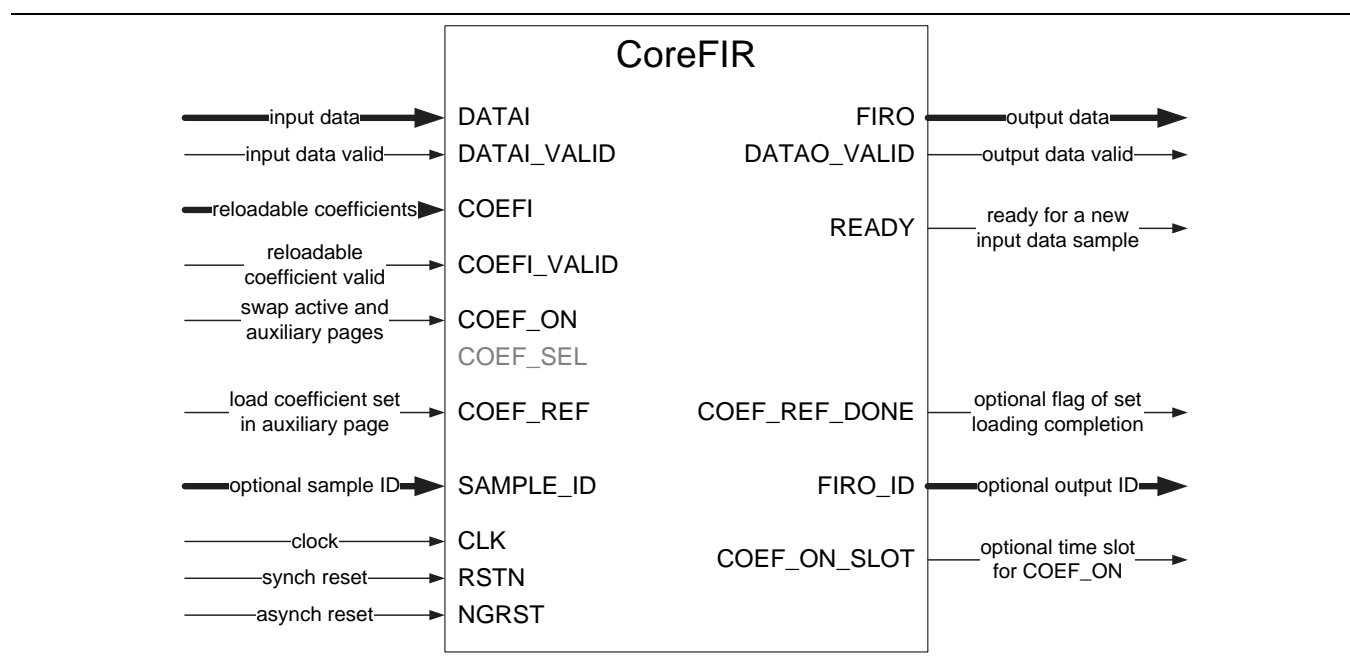 CoreFIR
input data DATAI FIRO output data
input data valid DATAI_VALID DATAO_VALID output data valid
reloadable coefficients COEFI
READY ready for a new
input data sample
reloadable
coefficient valid COEFI_VALID
swap active and
auxiliary pages COEF_ON
COEF_SEL
load coefficient set
in auxiliary page COEF_REF
COEF_REF_DONE optional flag of set
loading completion
optional sample ID SAMPLE_ID FIRO_ID optional output ID
clock CLK
COEF_ON_SLOT optional time slot
for COEF_ON
synch reset RSTN
asynch reset NGRST